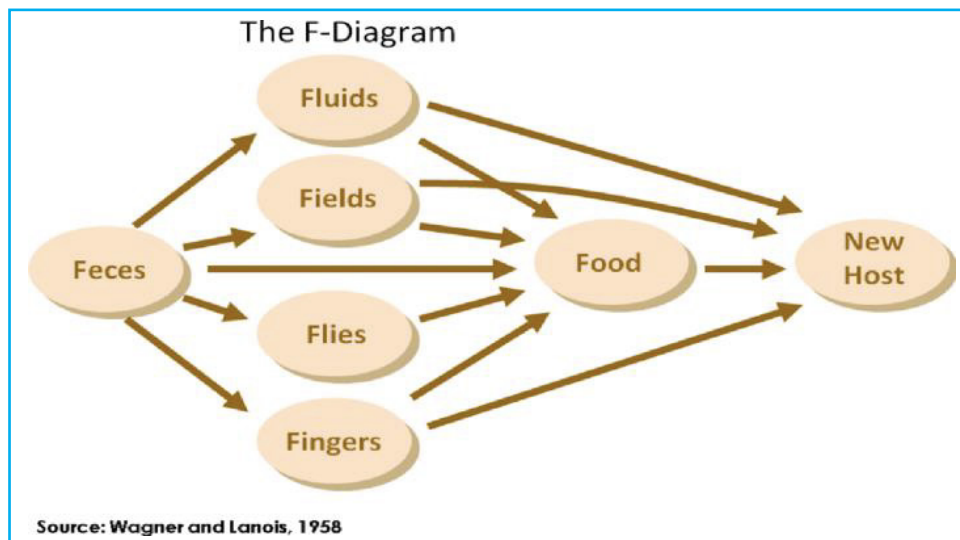 The F-Diagram
Fluids
Fields
Feces
Food
New
Host
Flies
Fingers
Source: Wagner and Lanois, 1958